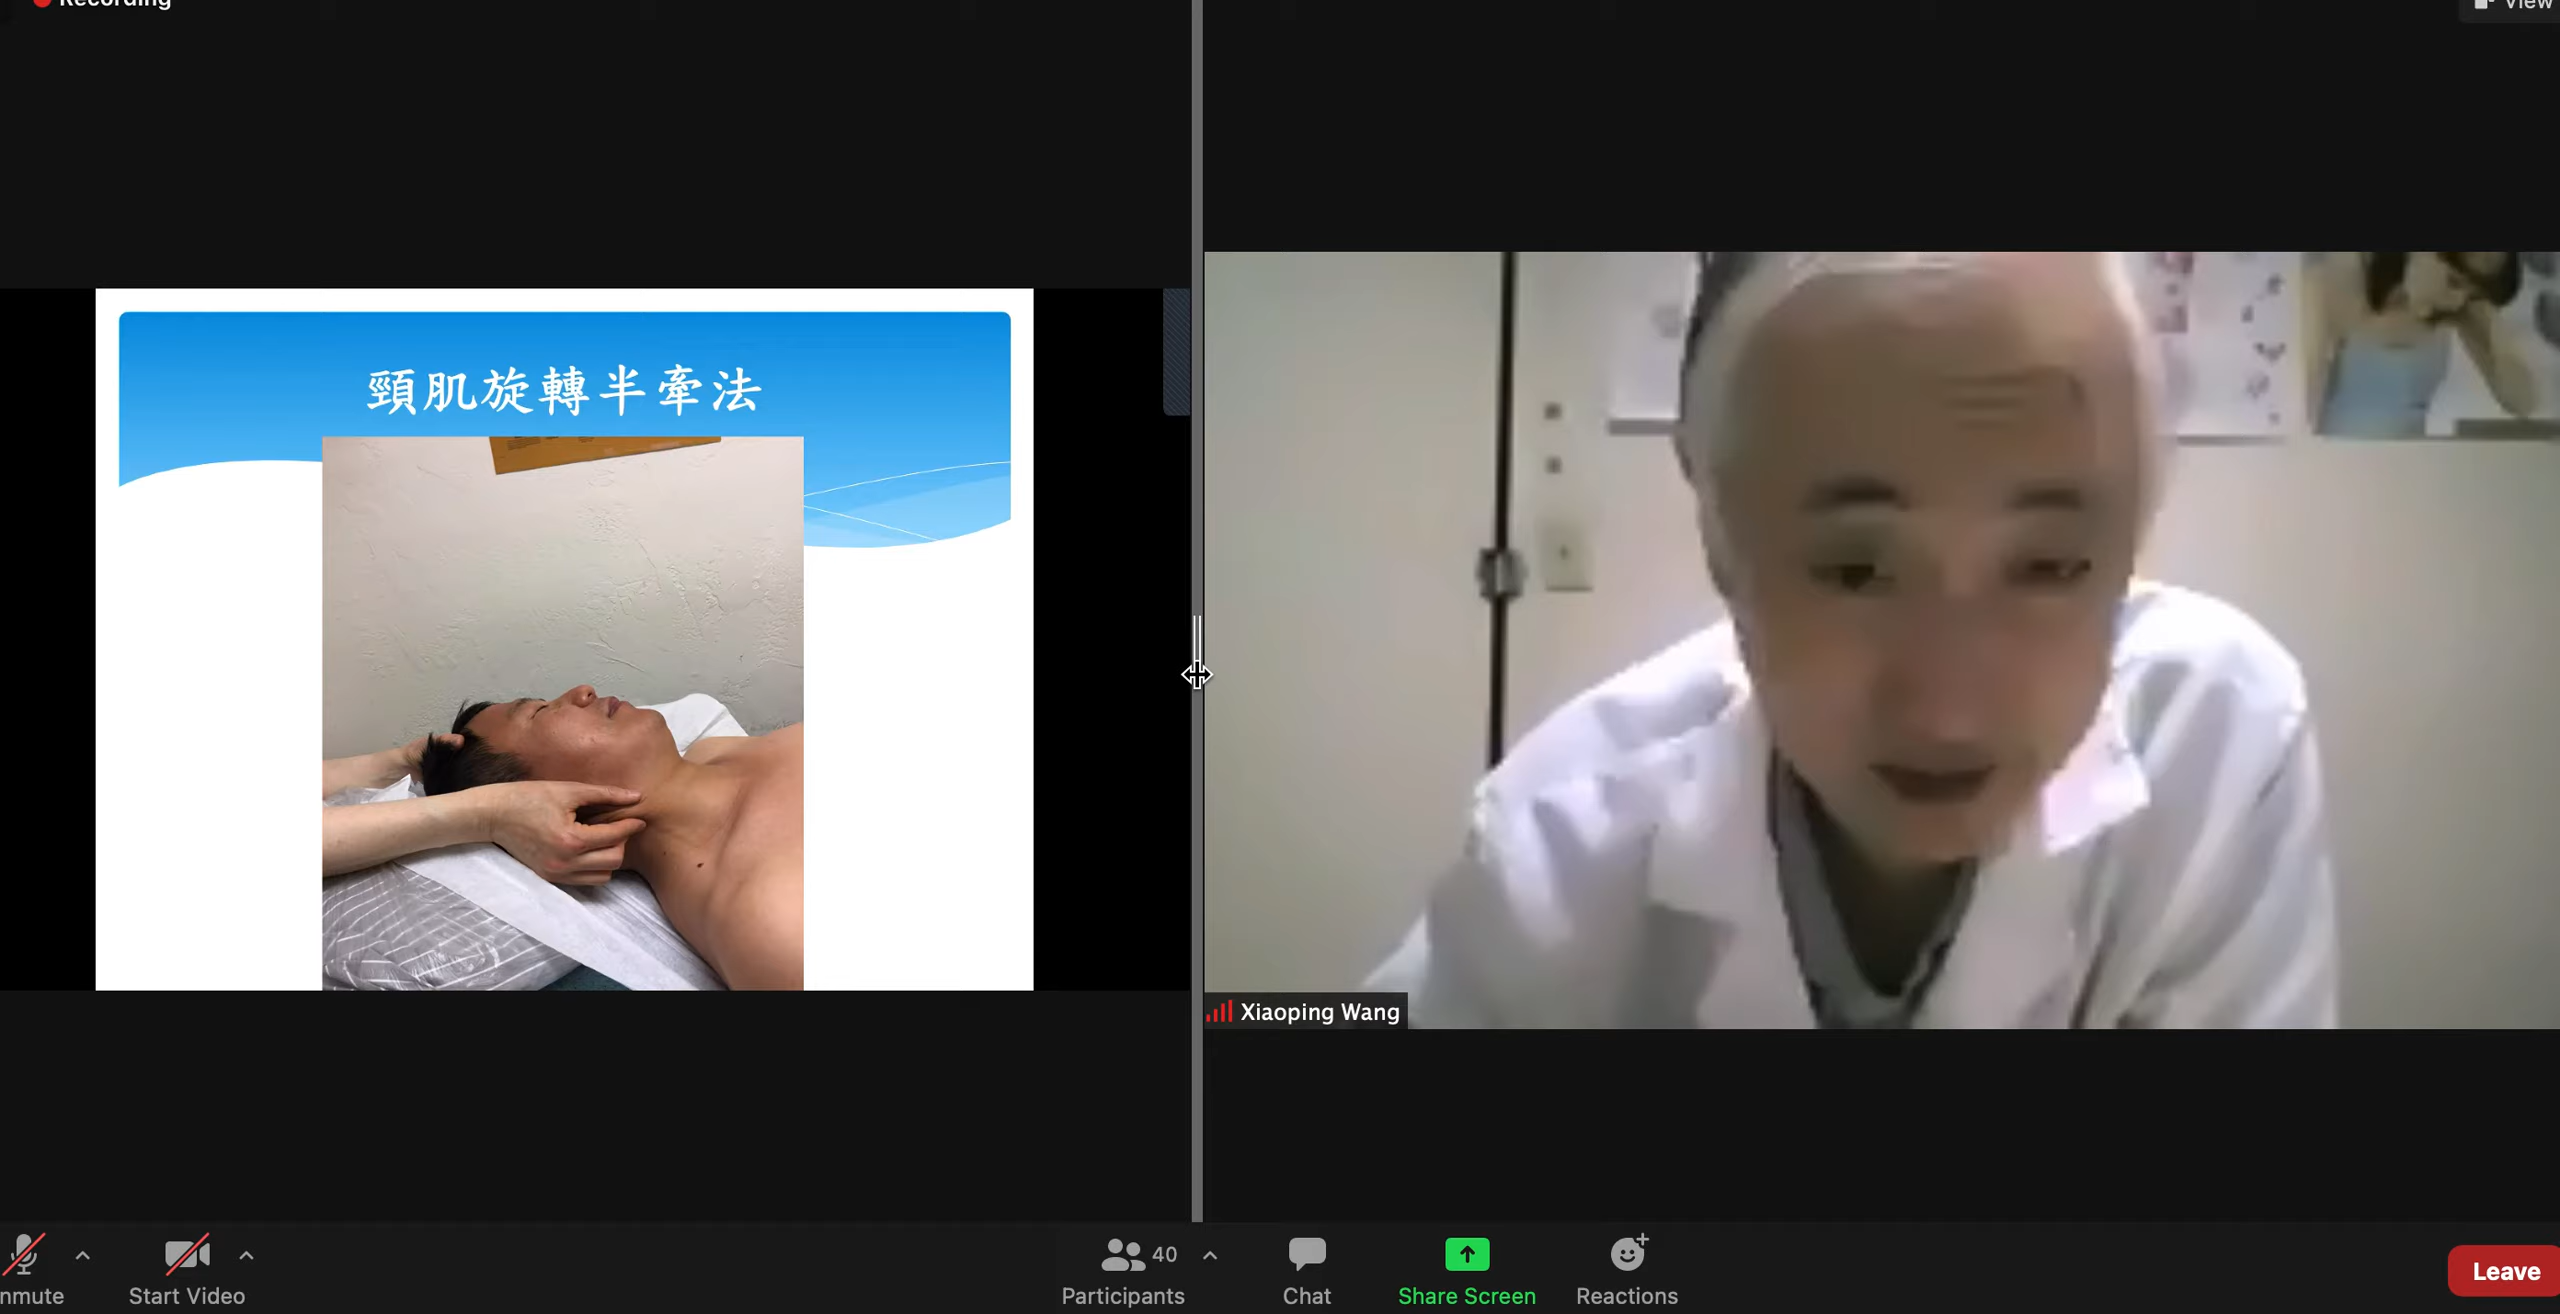 Recording
View
頸肌旋轉半牽法
Xiaoping Wang
nmute
Start Video
40
Participants
Chat
Share Screen
Reactions
Leave